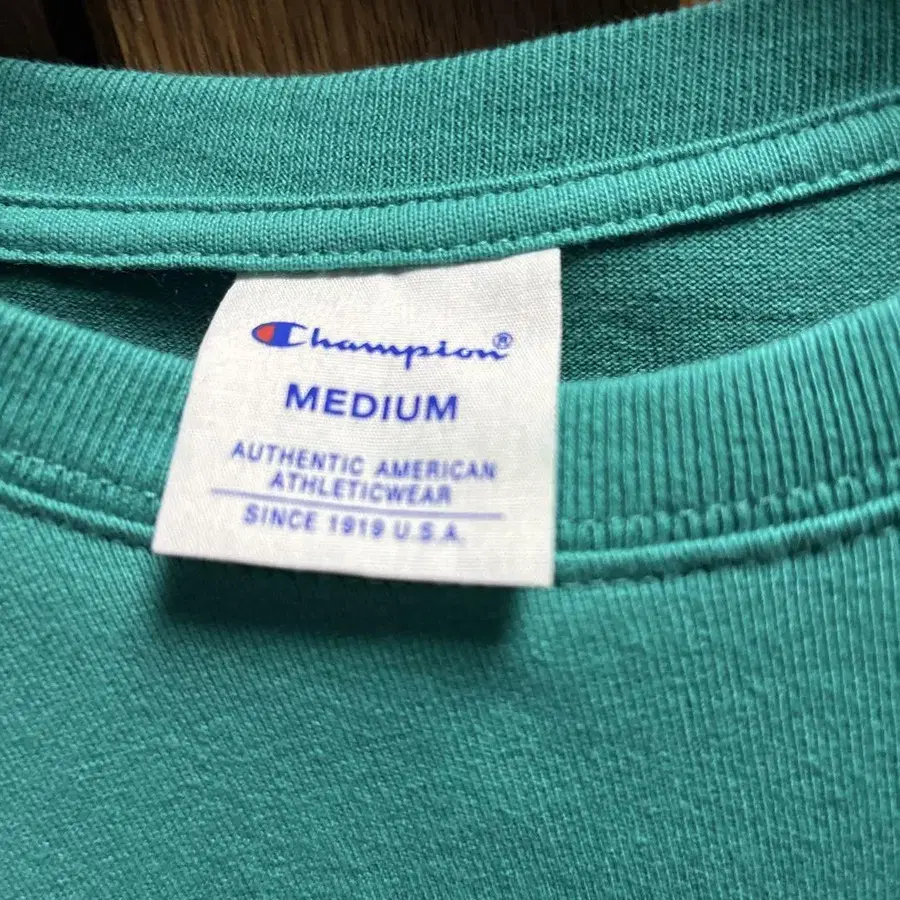 Champion®
MEDIUM
AUTHENTIC AMERICAN
ATHLETICWEAR
SINCE 1919 U.S.A.